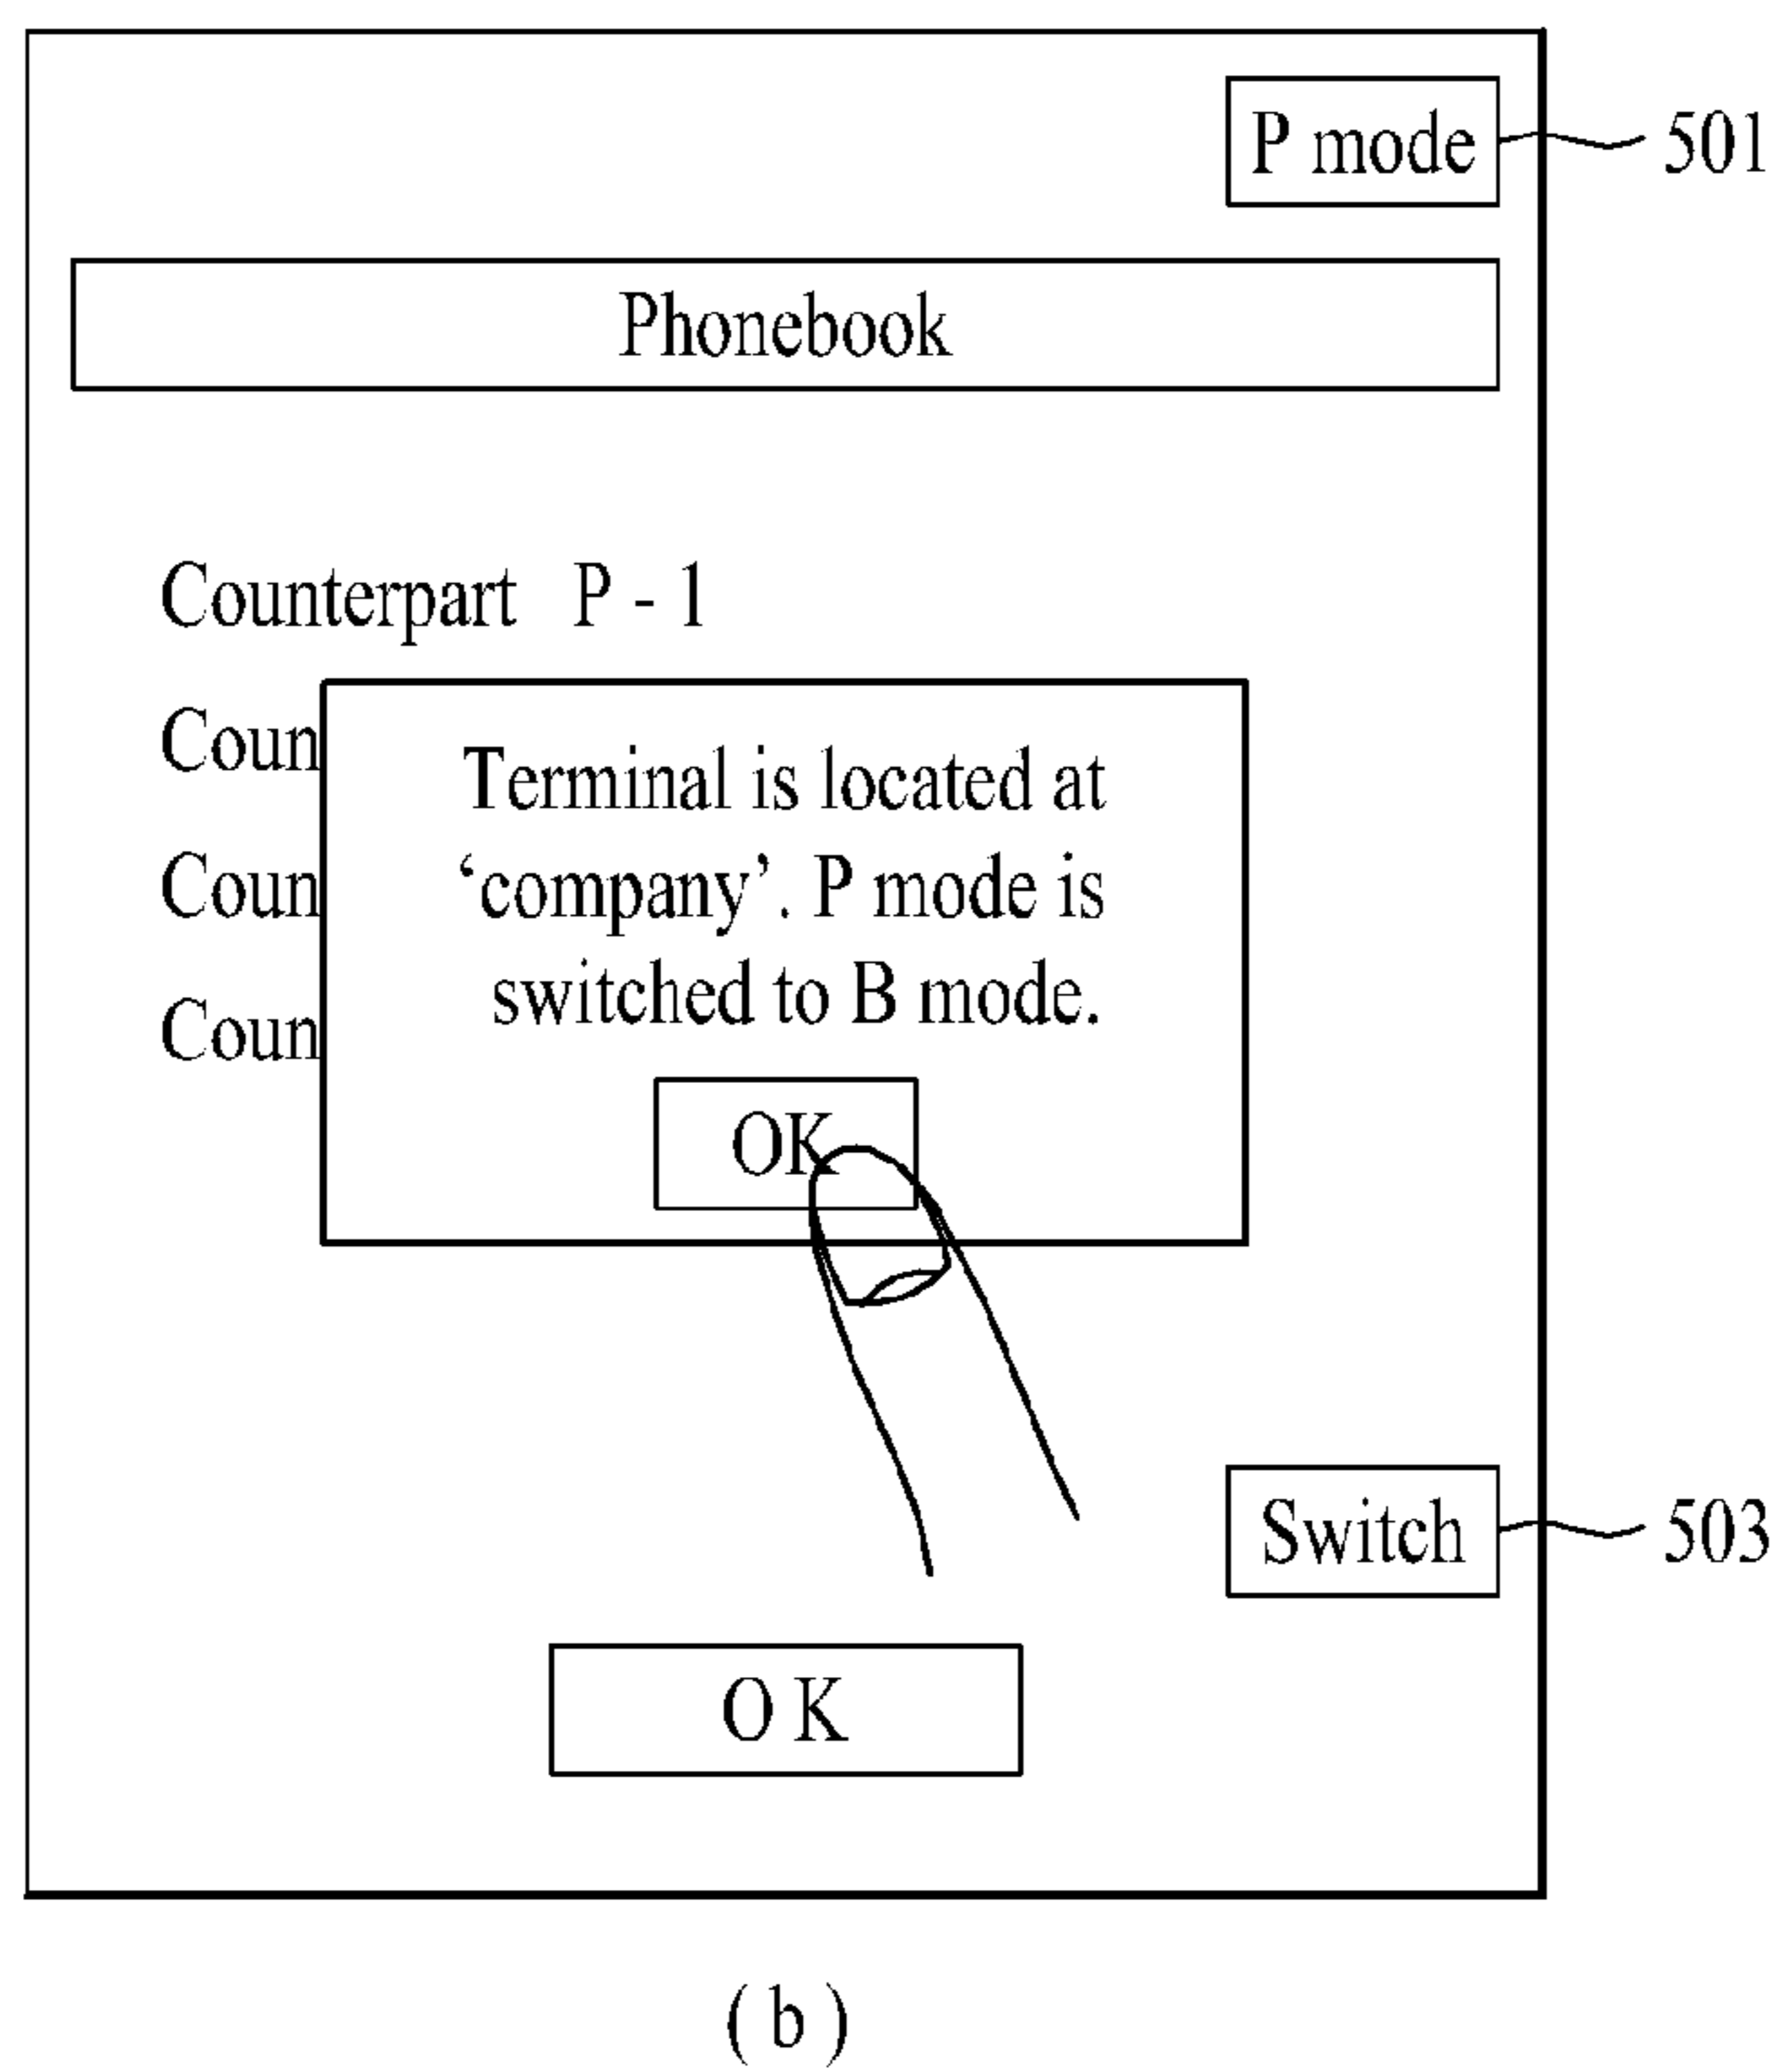 P mode
501
Phonebook
Counterpart P - 1
Coun
Coun
Coun
Terminal is located at
‘company’. P mode is
switched to B mode.
OK
Switch
503
O K
( b )